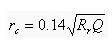 r_c = 0.14√(R_r Q)